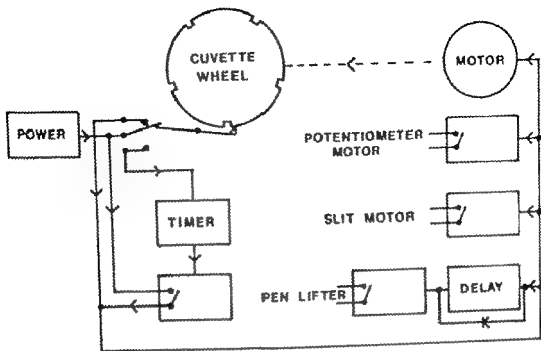 CUVETTE
WHEEL
MOTOR
POWER
POTENTIOMETER
MOTOR
TIMER
SLIT MOTOR
PEN LIFTER
DELAY